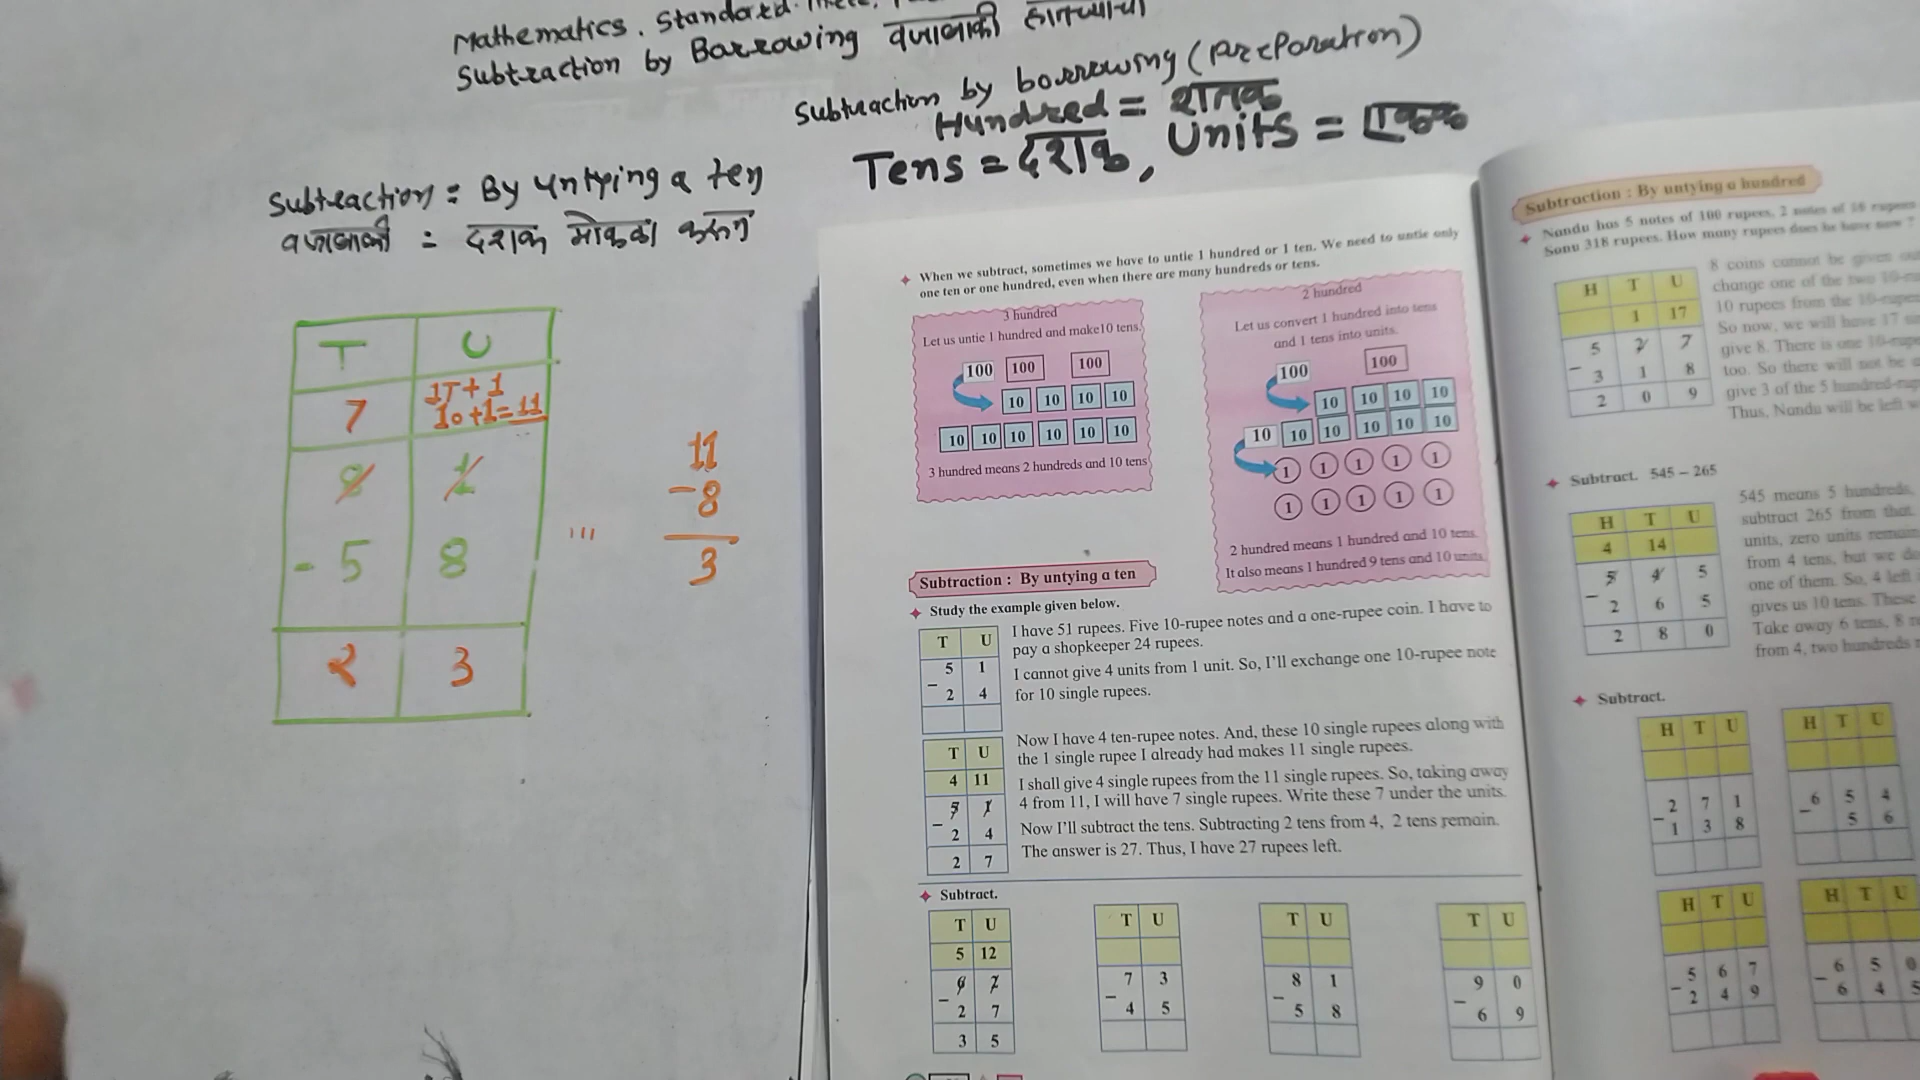 Mathematics. Standard
Subtraction by Borrowing वजाबाकी हातच्याची
Subtraction by borrowing (preparation)
Hundred = शतक
Tens = दशक, Units = एकक
Subtraction = By untying a ten
वजाबाकी = दशक मोकळा करून
T U
7 1T + 1
10+1=11
8 1
- 5 8
2 3
11
- 8
3
When we subtract, sometimes we have to untie 1 hundred or 1 ten. We need to untie only
one ten or one hundred, even when there are many hundreds or tens.
3 hundred
Let us untie 1 hundred and make10 tens.
100 100 100
10 10 10 10
10 10 10 10 10 10
3 hundred means 2 hundreds and 10 tens
2 hundred
Let us convert 1 hundred into tens
and 1 tens into units.
100 100
10 10 10 10
10 10 10 10 10 10
1 1 1 1 1
1 1 1 1 1
2 hundred means 1 hundred and 10 tens.
It also means 1 hundred 9 tens and 10 units.
Subtraction : By untying a ten
Study the example given below.
T U
5 1
- 2 4
I have 51 rupees. Five 10-rupee notes and a one-rupee coin. I have to
pay a shopkeeper 24 rupees.
I cannot give 4 units from 1 unit. So, I'll exchange one 10-rupee note
for 10 single rupees.
T U
4 11
5 1
- 2 4
2 7
Now I have 4 ten-rupee notes. And, these 10 single rupees along with
the 1 single rupee I already had makes 11 single rupees.
I shall give 4 single rupees from the 11 single rupees. So, taking away
4 from 11, I will have 7 single rupees. Write these 7 under the units.
Now I'll subtract the tens. Subtracting 2 tens from 4, 2 tens remain.
The answer is 27. Thus, I have 27 rupees left.
Subtract.
T U
5 12
6 2
- 2 7
3 5
T U
7 3
- 4 5
T U
8 1
- 5 8
T U
9 0
- 6 9
Subtraction : By untying a hundred
Nandu has 5 notes of 100 rupees, 2 notes of 10 rupees
Sonu 318 rupees. How many rupees does he have now ?
H T U
1 17
5 2 7
- 3 1 8
2 0 9
8 coins cannot be given
change one of the two
10 rupees from the 10-rupee
So now, we will have 17
give 8. There is one
too. So there will not be
give 3 of the 5
Thus, Nandu will be left
Subtract. 545 – 265
H T U
4 14
5 4 5
- 2 6 5
2 8 0
545 means 5 hundreds,
subtract 265 from that.
units, zero units remain
from 4 tens, but we
one of them. So, 4 left
gives us 10 tens. These
Take away 6 tens, 8
from 4, two hundreds
Subtract.
H T U
2 7 1
- 1 3 8
H T U
6 5 4
- 5 6
H T U
5 6 7
- 2 4 9
H T U
6 5 0
- 6 4 5